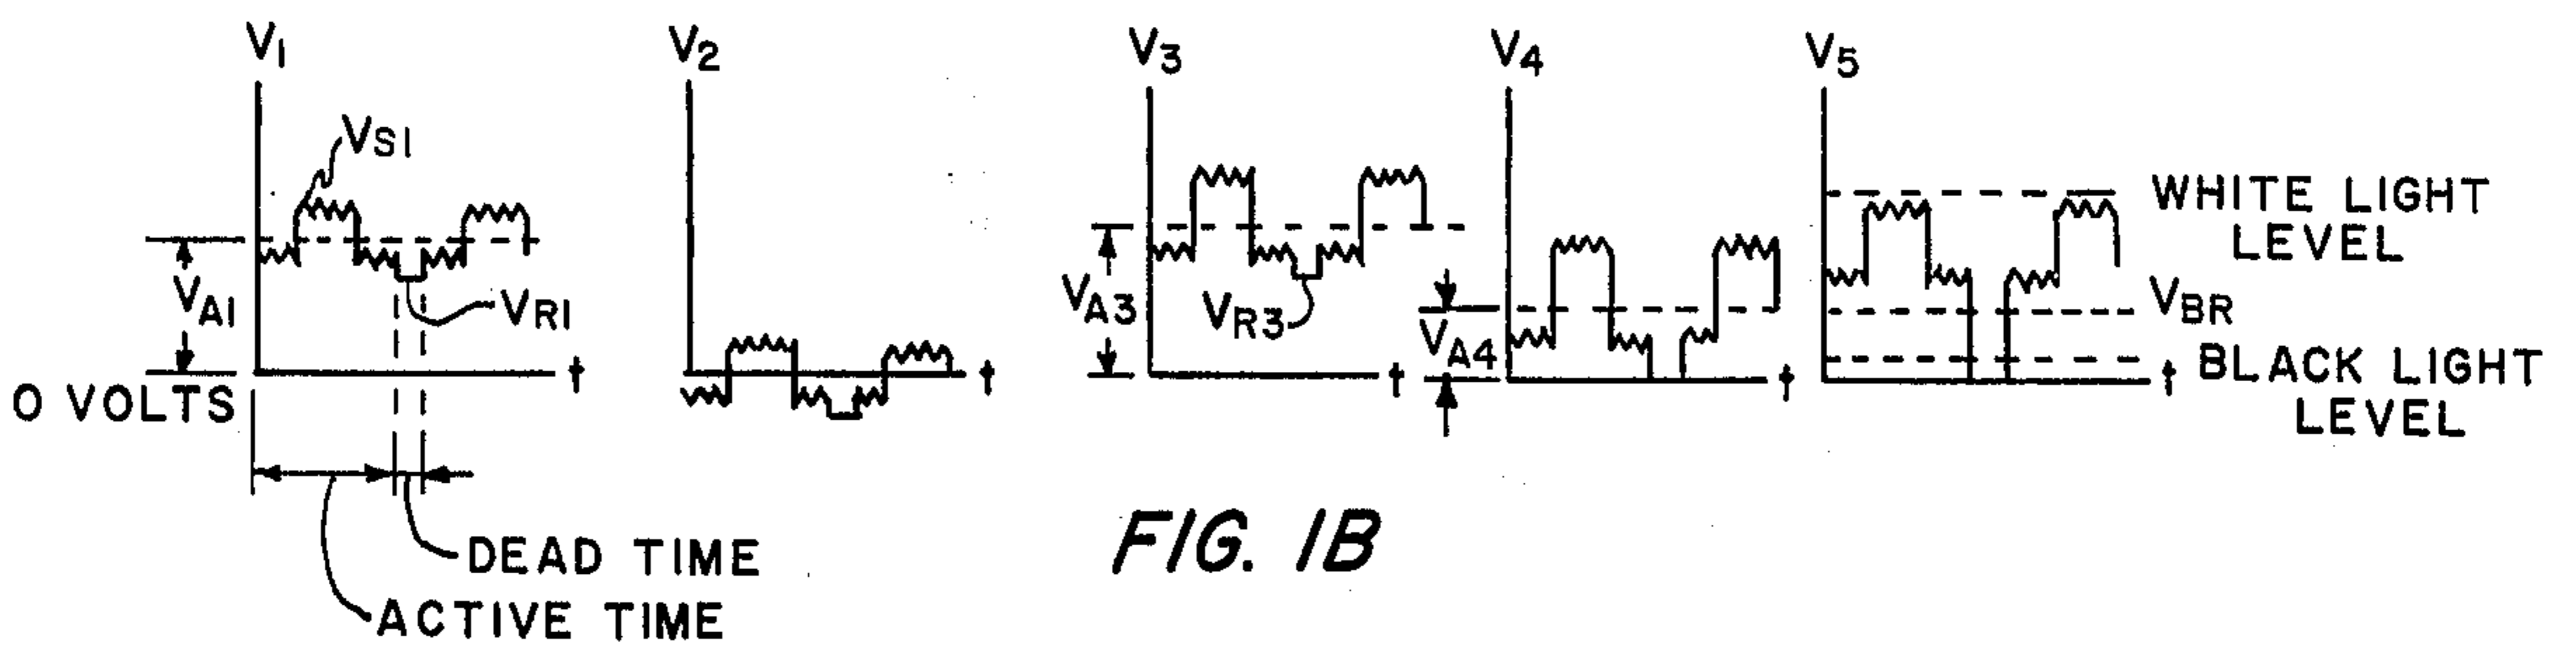 V1
V2
V3
V4
V5
VS1
VA1
VR1
0 VOLTS
t
DEAD TIME
ACTIVE TIME
t
VA3
VR3
t
VA4
t
WHITE LIGHT
LEVEL
VBR
t
BLACK LIGHT
LEVEL
FIG. 1B